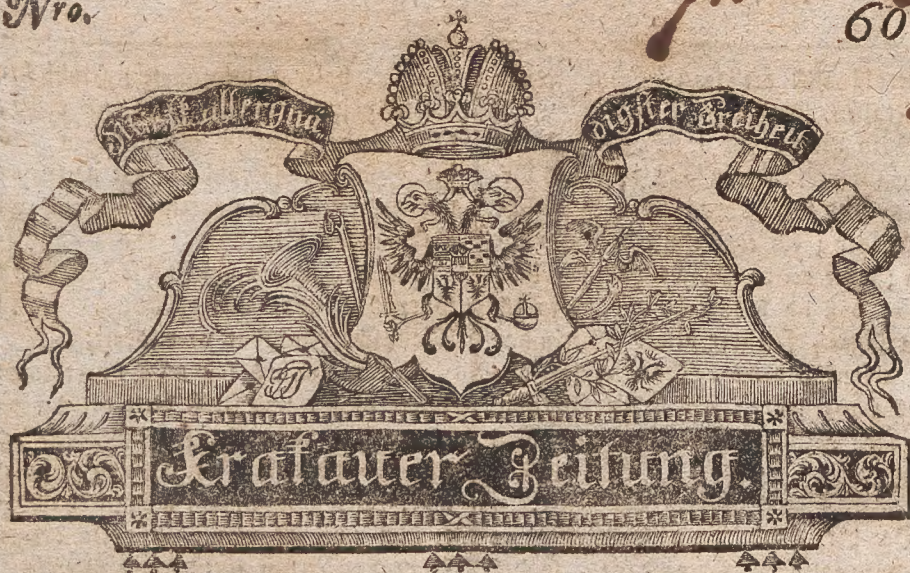 Nro. 60
Mit allergnä
digster Freiheit
Krakauer Zeitung.